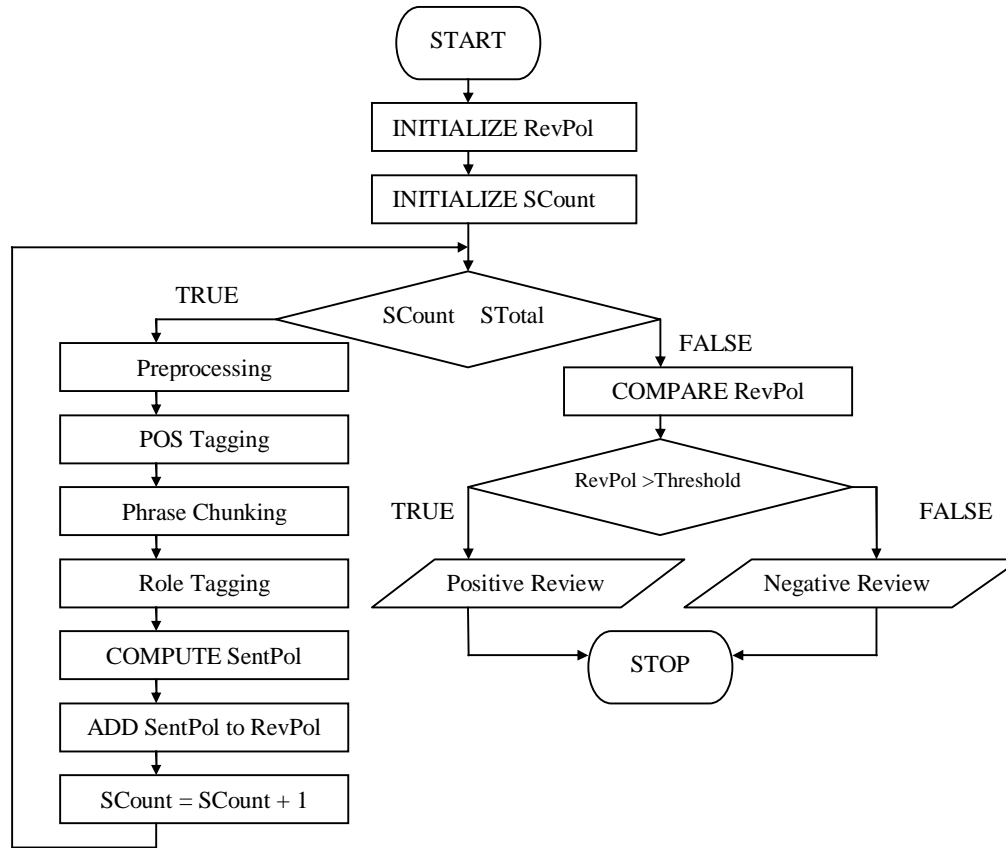 START
INITIALIZE RevPol
INITIALIZE SCount
SCount STotal
TRUE
FALSE
Preprocessing
POS Tagging
Phrase Chunking
Role Tagging
COMPUTE SentPol
ADD SentPol to RevPol
SCount = SCount + 1
COMPARE RevPol
RevPol >Threshold
TRUE
FALSE
Positive Review
Negative Review
STOP